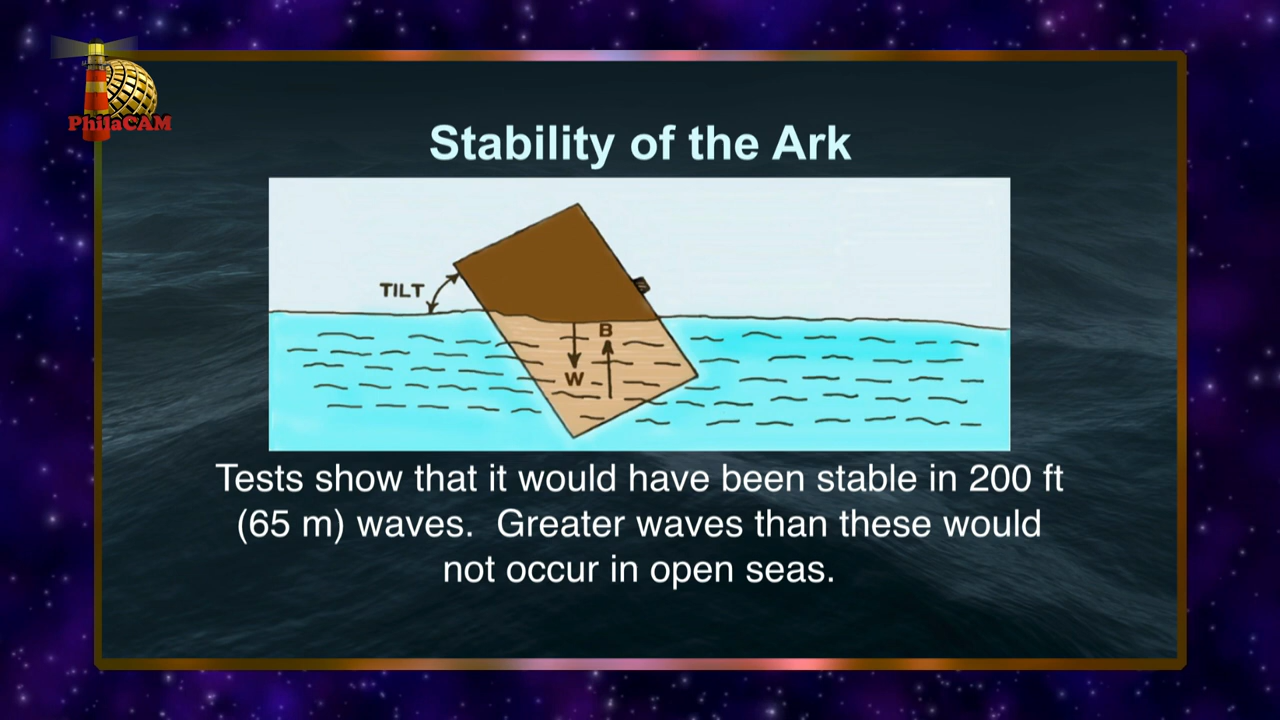 PhilaCAM
Stability of the Ark
TILT
B
W
Tests show that it would have been stable in 200 ft
(65 m) waves.  Greater waves than these would
not occur in open seas.